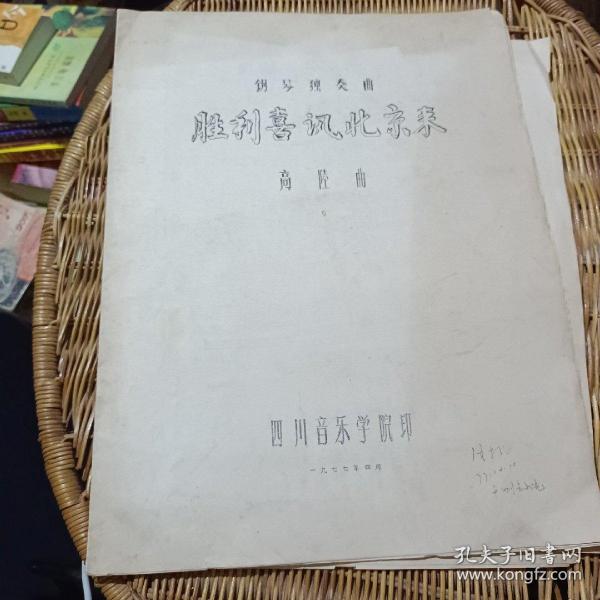 钢琴独奏曲
胜利喜讯北京来
高陆曲
四川音乐学院印
一九七七年四月
孔夫子旧书网
www.kongfz.com